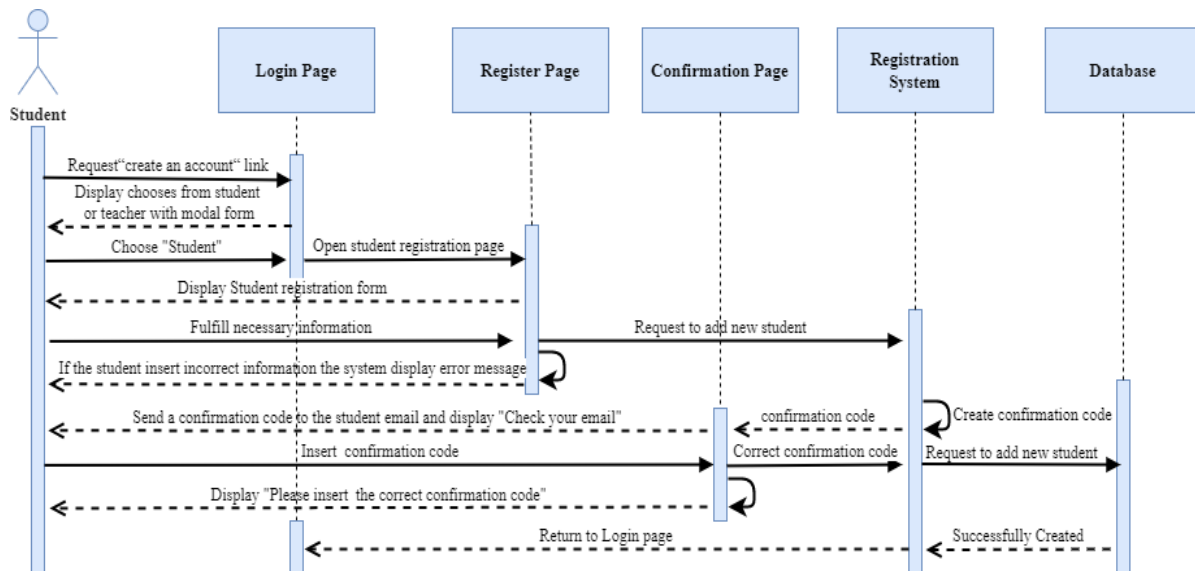 Student
Login Page
Register Page
Confirmation Page
Registration
System
Database
Request“create an account“ link
Display chooses from student
or teacher with modal form
Choose "Student"
Open student registration page
Display Student registration form
Fulfill necessary information
Request to add new student
If the student insert incorrect information the system display error message
Send a confirmation code to the student email and display "Check your email"
confirmation code
Create confirmation code
Insert confirmation code
Correct confirmation code
Request to add new student
Display "Please insert the correct confirmation code"
Return to Login page
Successfully Created